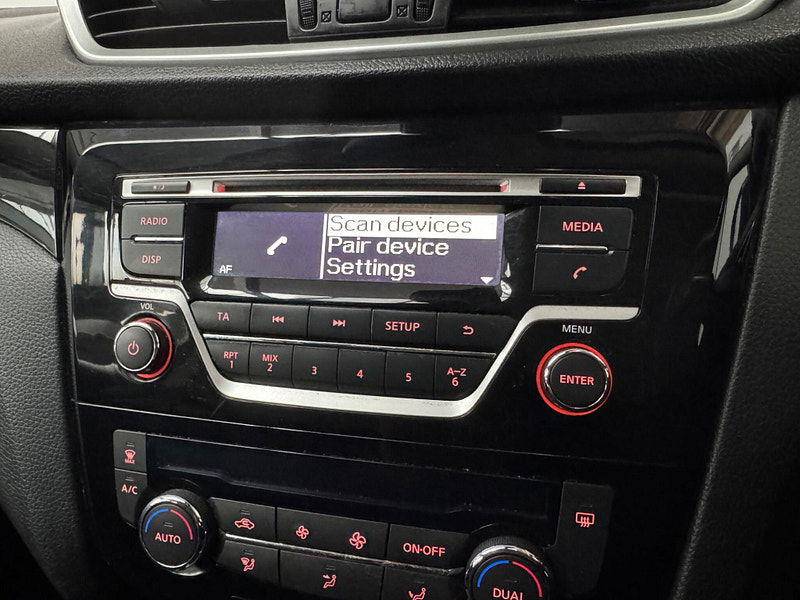 RADIO
DISP
Scan devices
Pair device
Settings
AF
MEDIA
VOL
TA
SETUP
MENU
RPT
1
MIX
2
3
4
5
A-Z
6
ENTER
MAX
A/C
AUTO
ON·OFF
DUAL